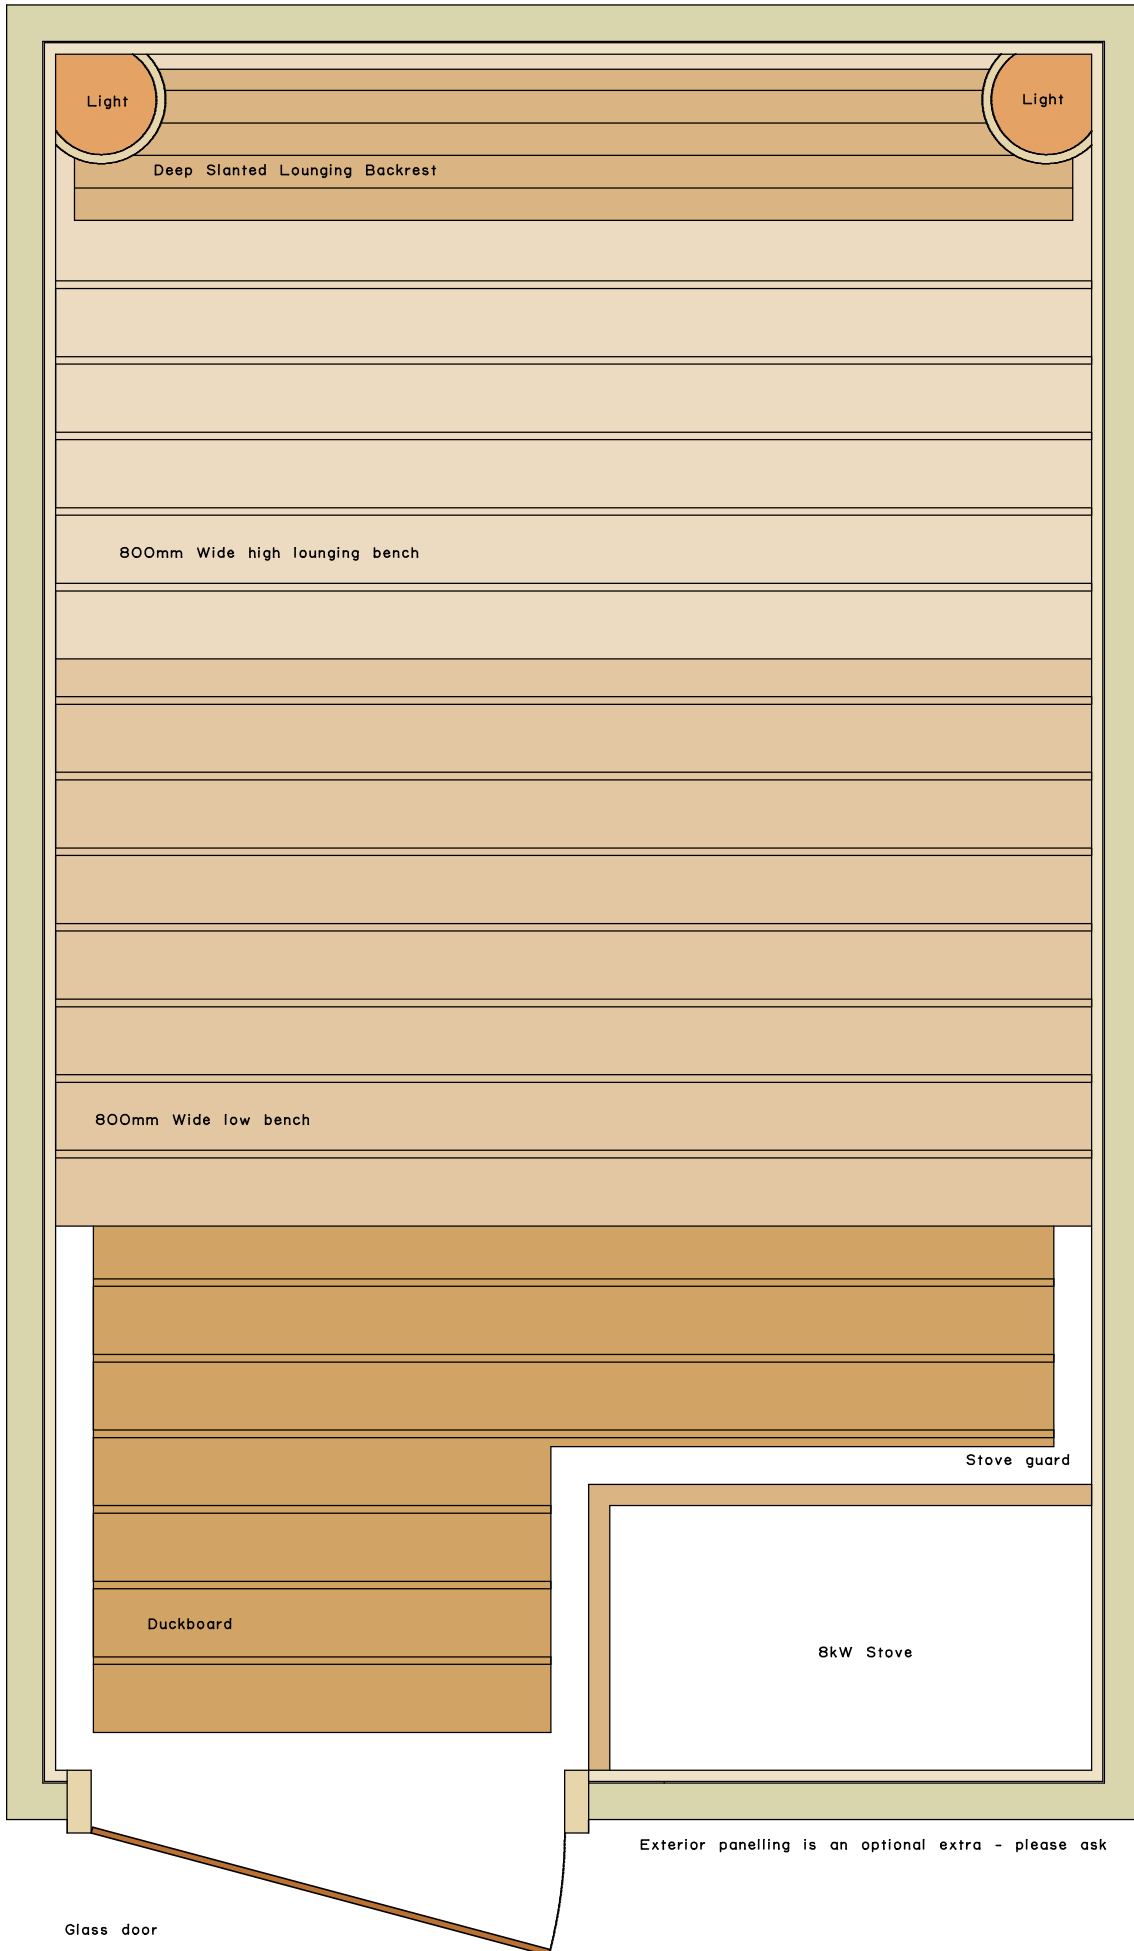 Light
Light
Deep Slanted Lounging Backrest
800mm Wide high lounging bench
800mm Wide low bench
Stove guard
Duckboard
8kW Stove
Exterior panelling is an optional extra - please ask
Glass door